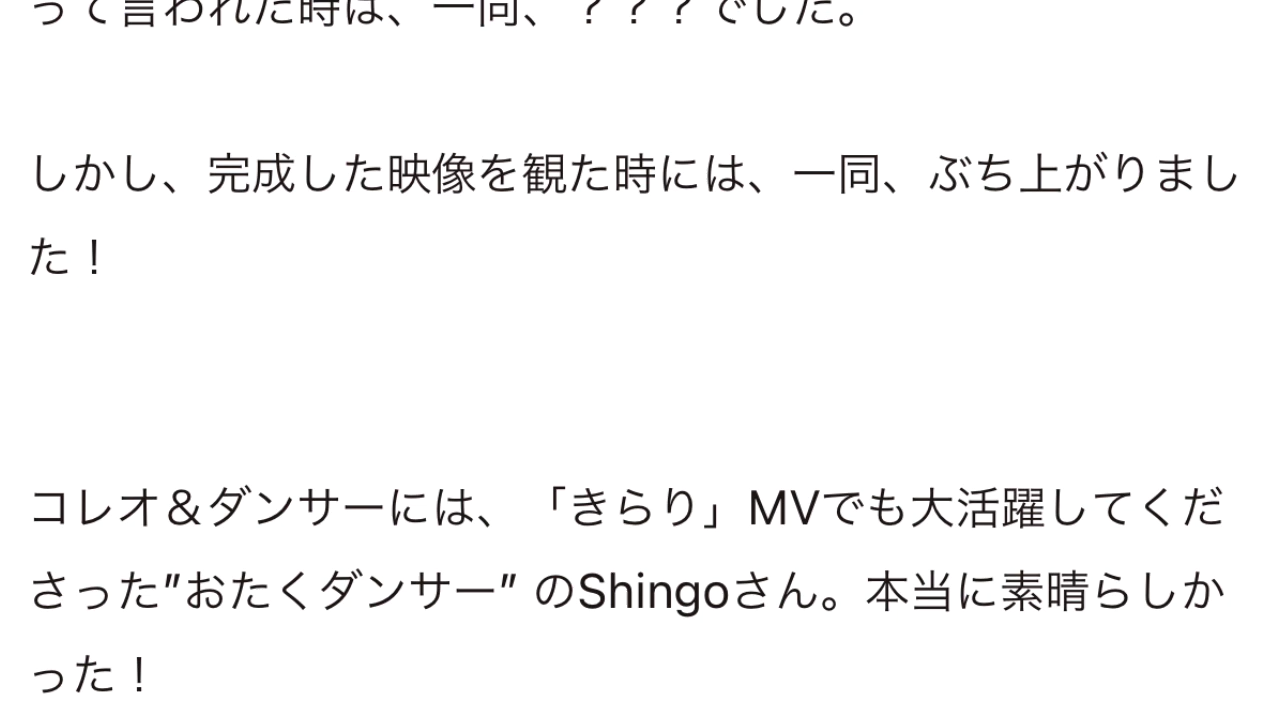 って言われた時は、一同、？？？でした。
しかし、完成した映像を観た時には、一同、ぶち上がりまし
た！
コレオ＆ダンサーには、「きらり」MVでも大活躍してくだ
さった”おたくダンサー” のShingoさん。本当に素晴らしか
った！